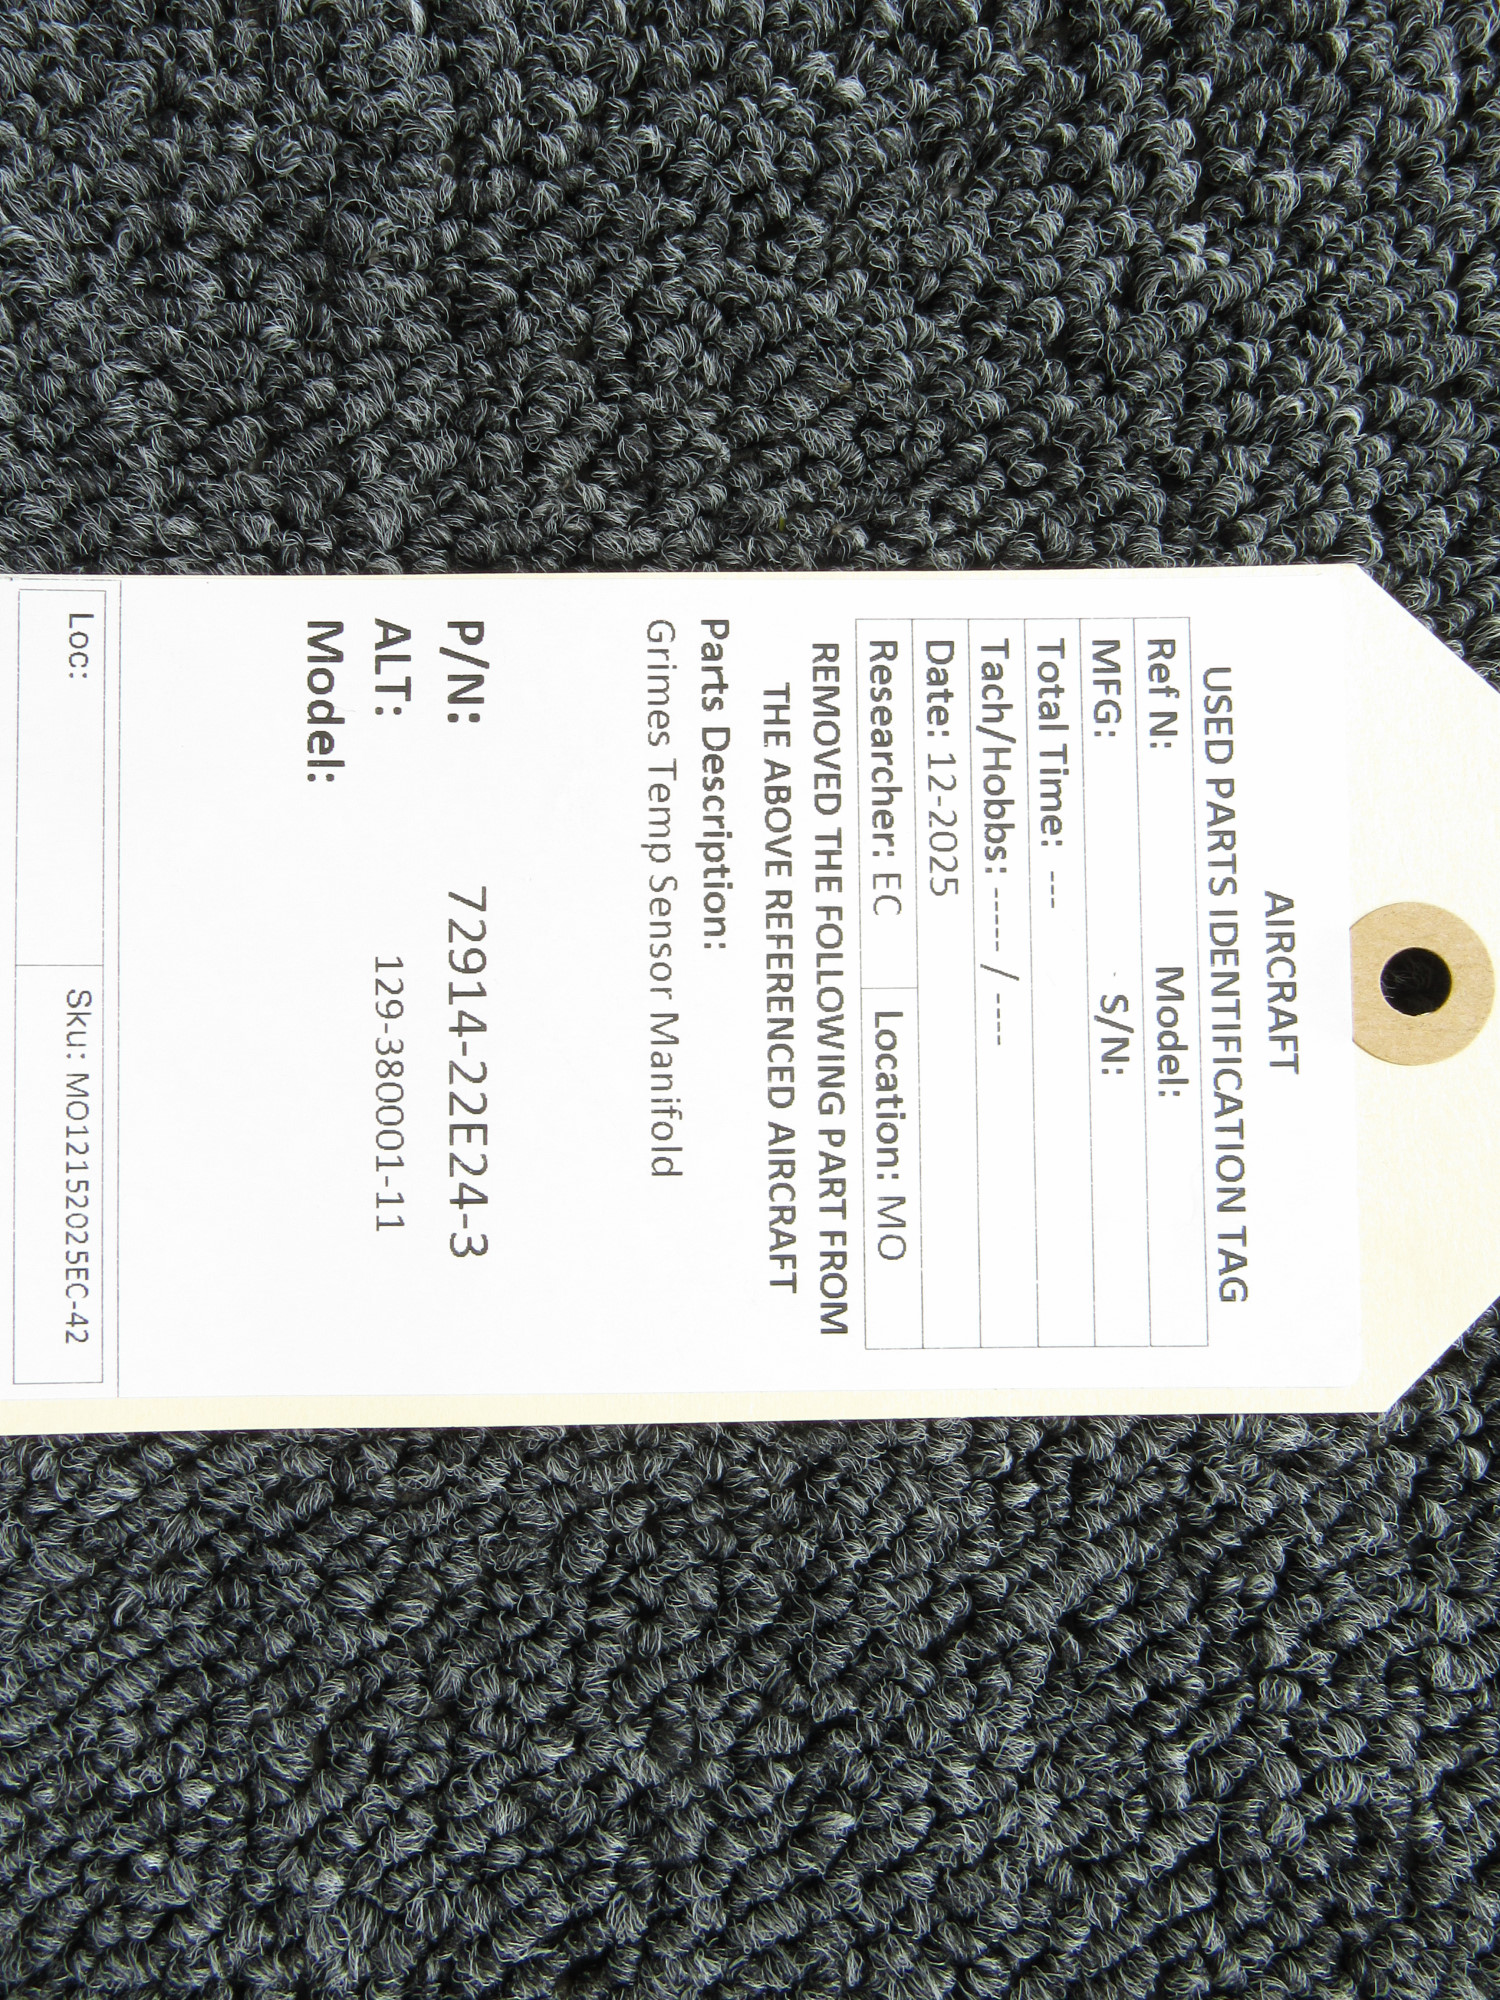 AIRCRAFT
USED PARTS IDENTIFICATION TAG
Ref N: Model:
MFG: S/N:
Total Time: ---
Tach/Hobbs: ----- / ----
Date: 12-2025
Researcher: EC Location: MO
REMOVED THE FOLLOWING PART FROM
THE ABOVE REFERENCED AIRCRAFT
Parts Description:
Grimes Temp Sensor Manifold
P/N: 72914-22E24-3
ALT: 129-380001-11
Model:
Loc: Sku: MO12152025EC-42